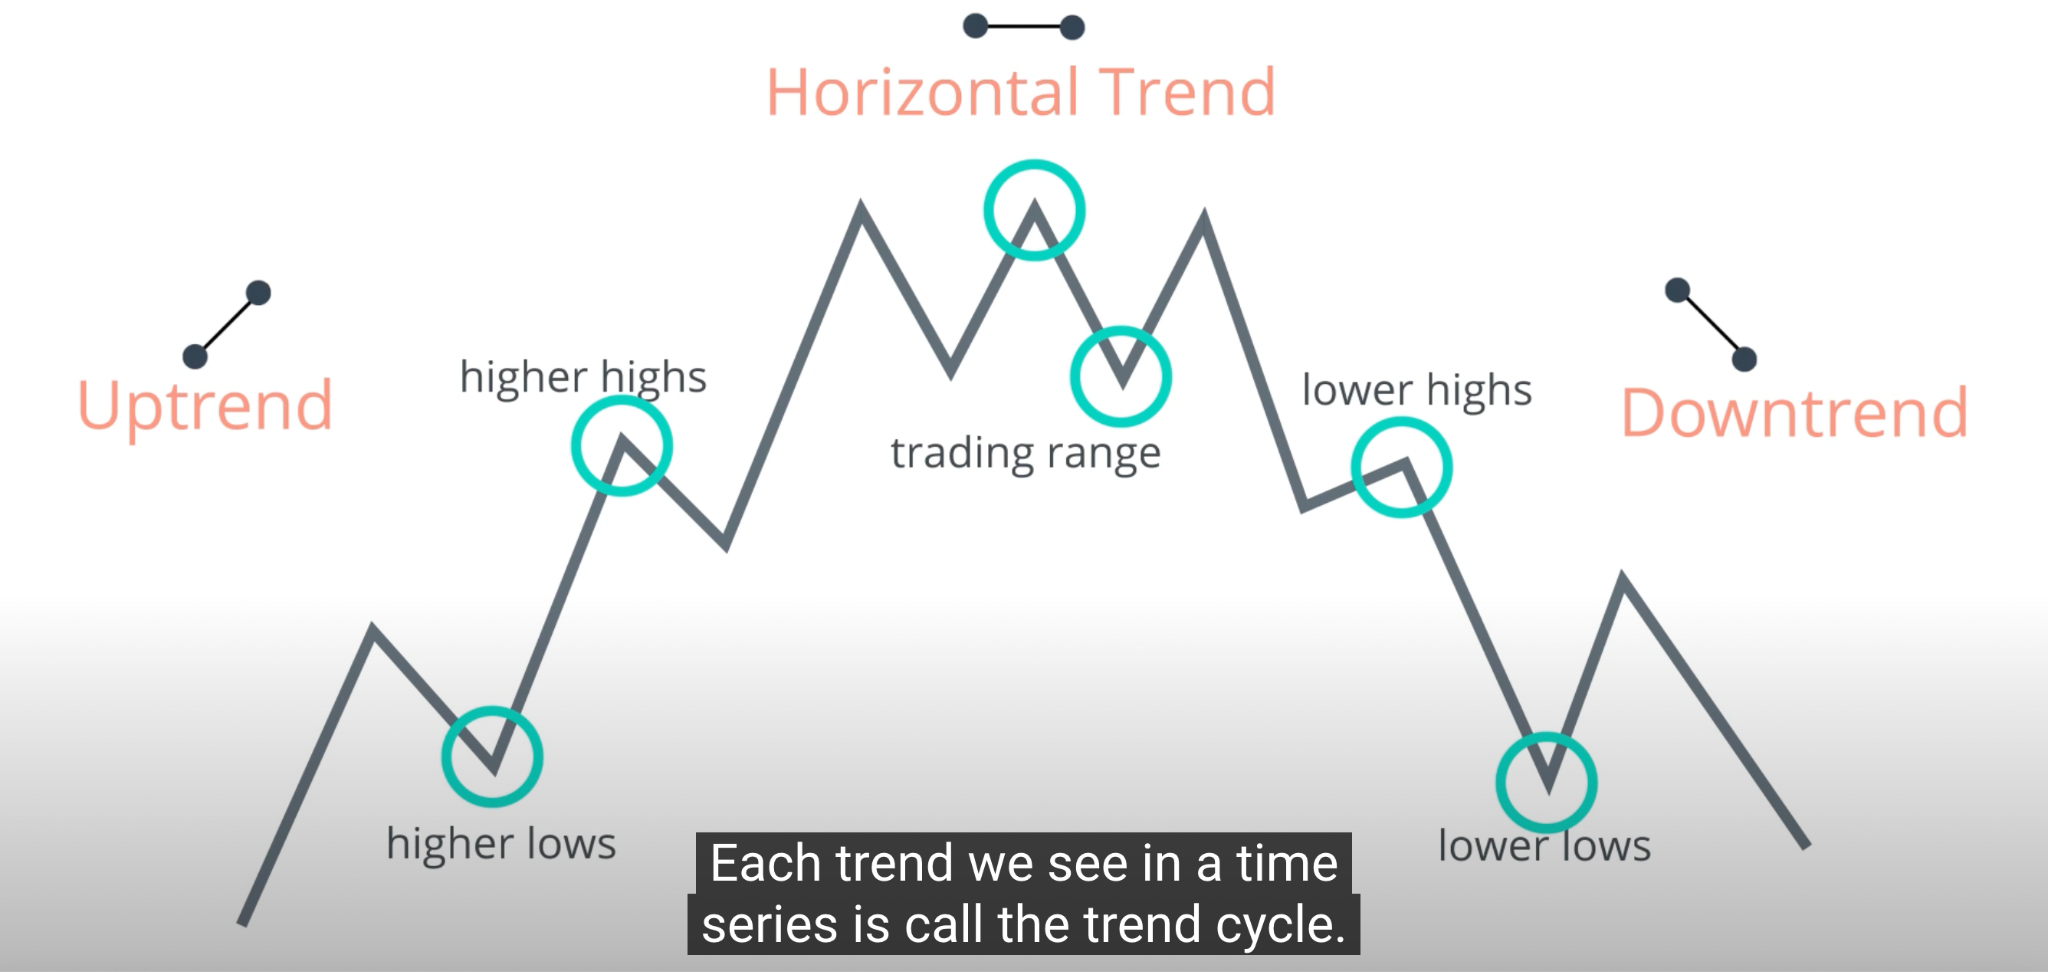 Horizontal Trend
Uptrend
higher highs
lower highs
Downtrend
trading range
higher lows
lower lows
Each trend we see in a time
series is call the trend cycle.